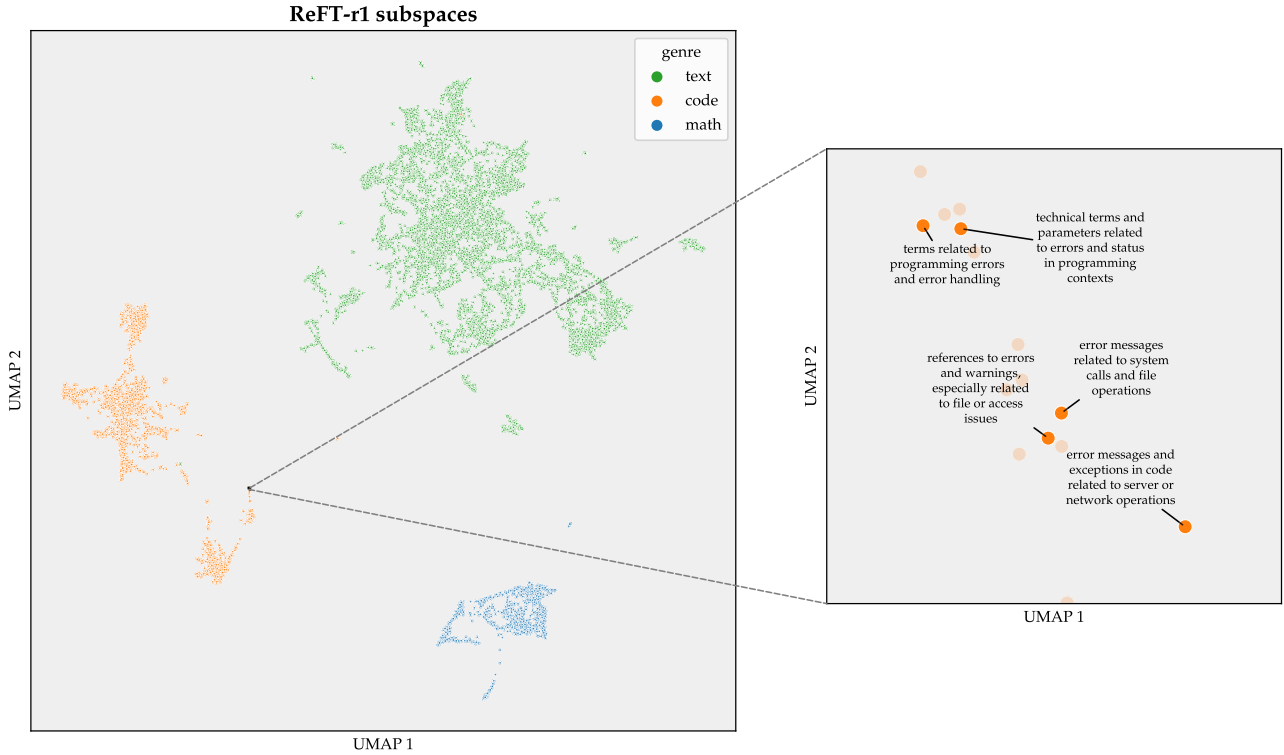 ReFT-r1 subspaces
genre
text
code
math
UMAP 2
UMAP 1
technical terms and
parameters related
to errors and status
in programming
contexts
terms related to
programming errors
and error handling
error messages
related to system
calls and file
operations
references to errors
and warnings,
especially related
to file or access
issues
error messages and
exceptions in code
related to server or
network operations
UMAP 2
UMAP 1